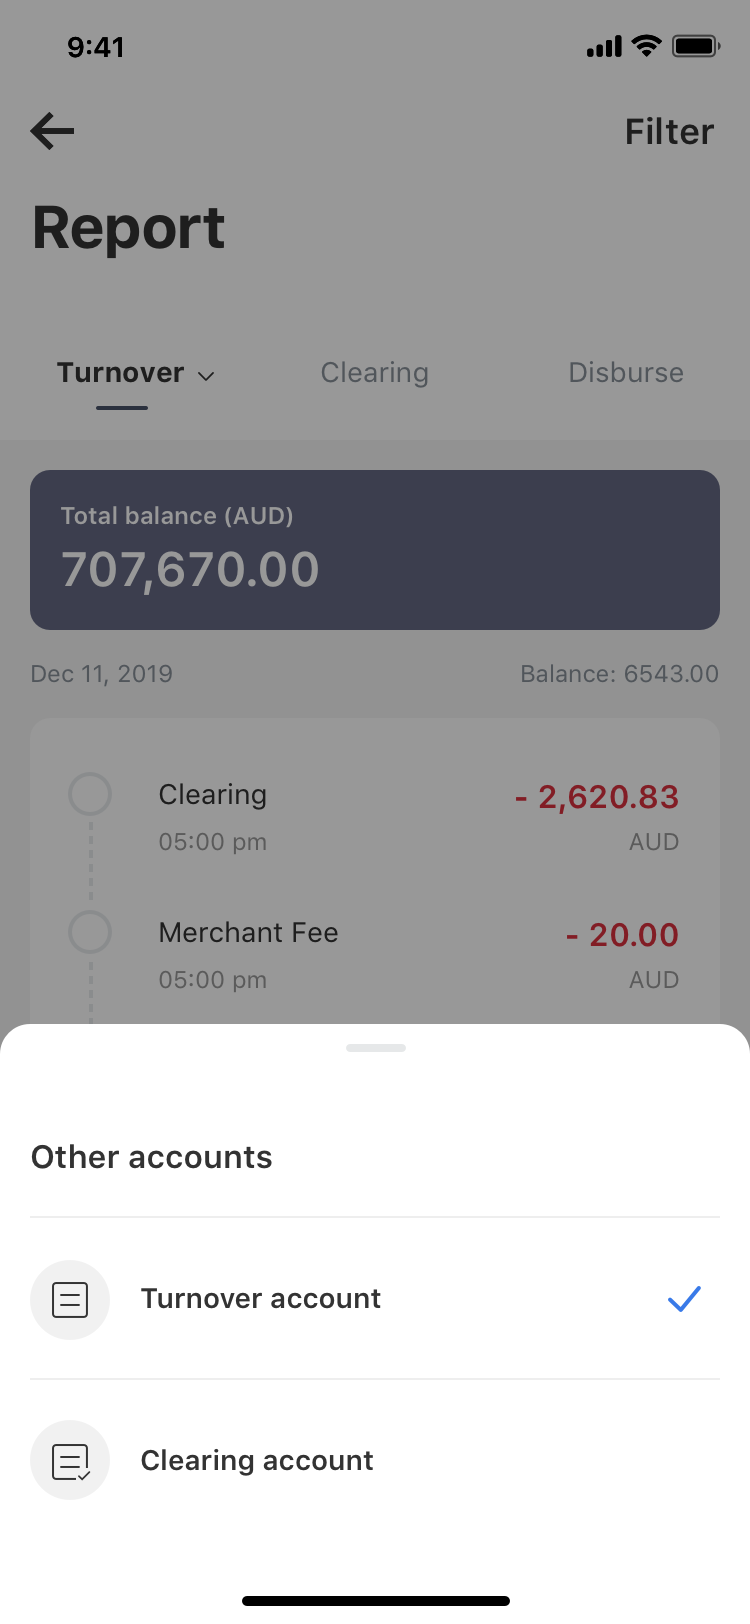 9:41
Filter
Report
Turnover Clearing Disburse
Total balance (AUD)
707,670.00
Dec 11, 2019 Balance: 6543.00
Clearing - 2,620.83
05:00 pm AUD
Merchant Fee - 20.00
05:00 pm AUD
Other accounts
Turnover account
Clearing account